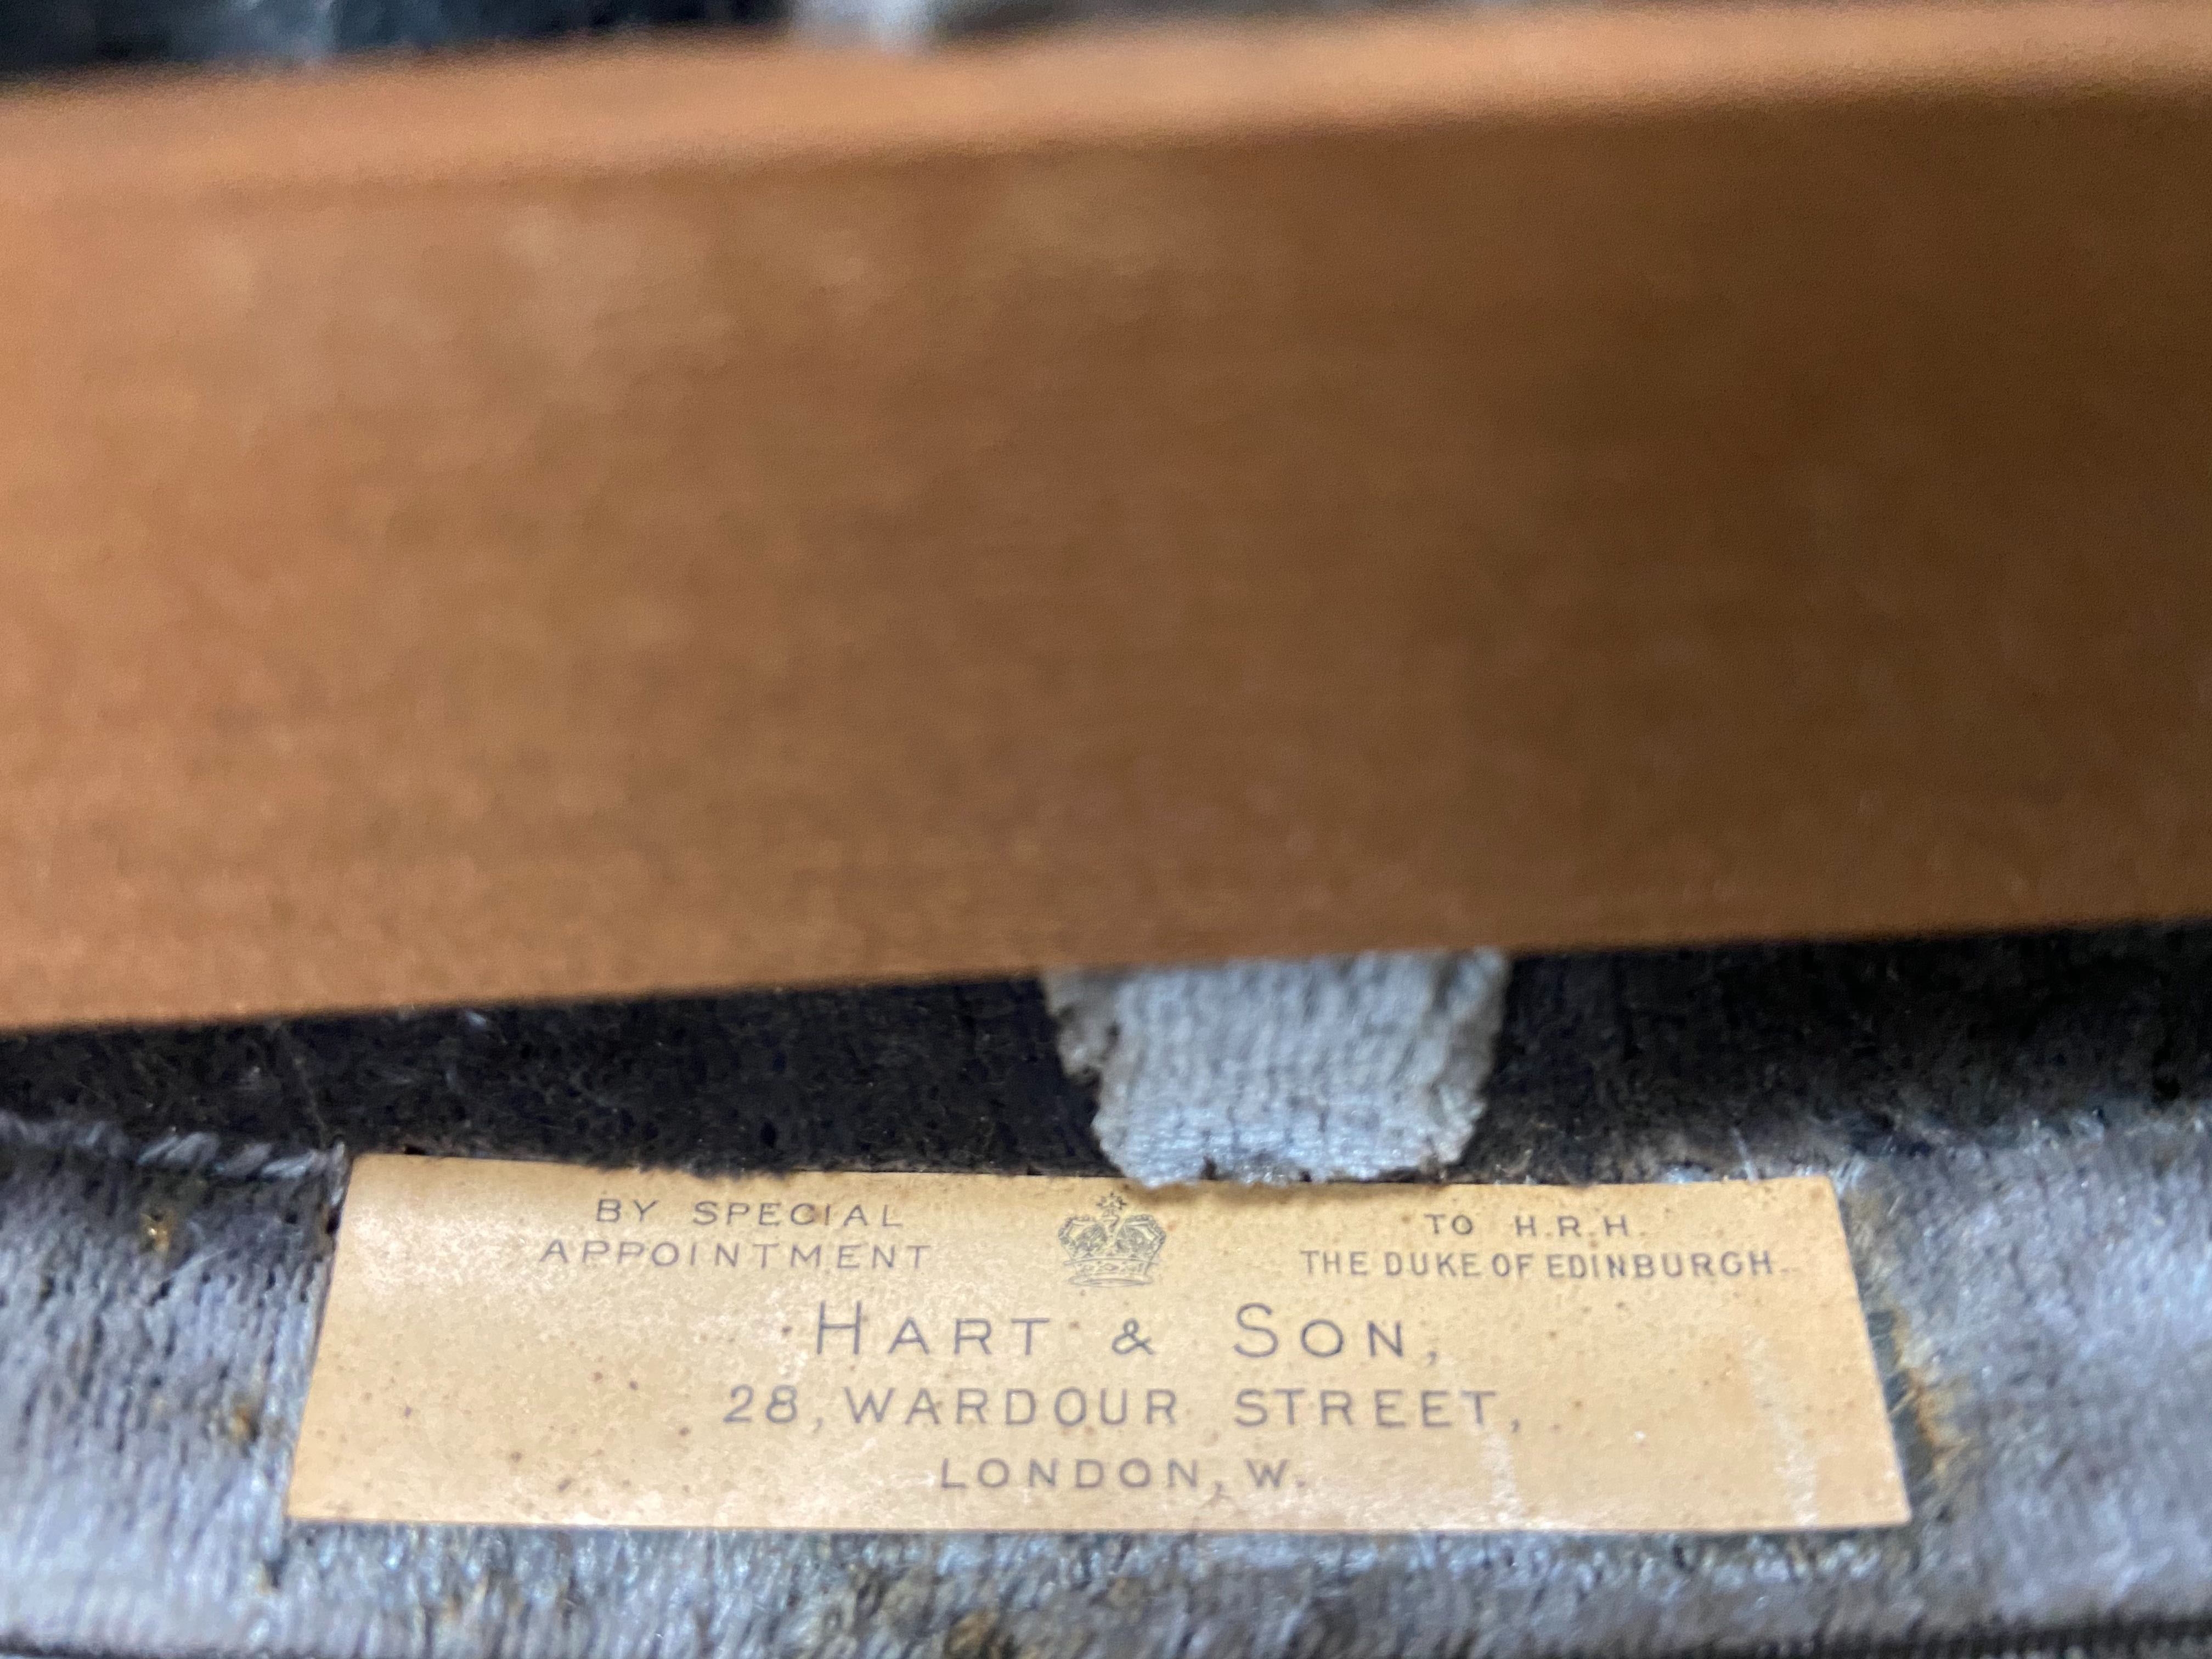 BY SPECIAL
APPOINTMENT
TO H.R.H.
THE DUKE OF EDINBURGH.
HART & SON,
28, WARDOUR STREET,
LONDON, W.